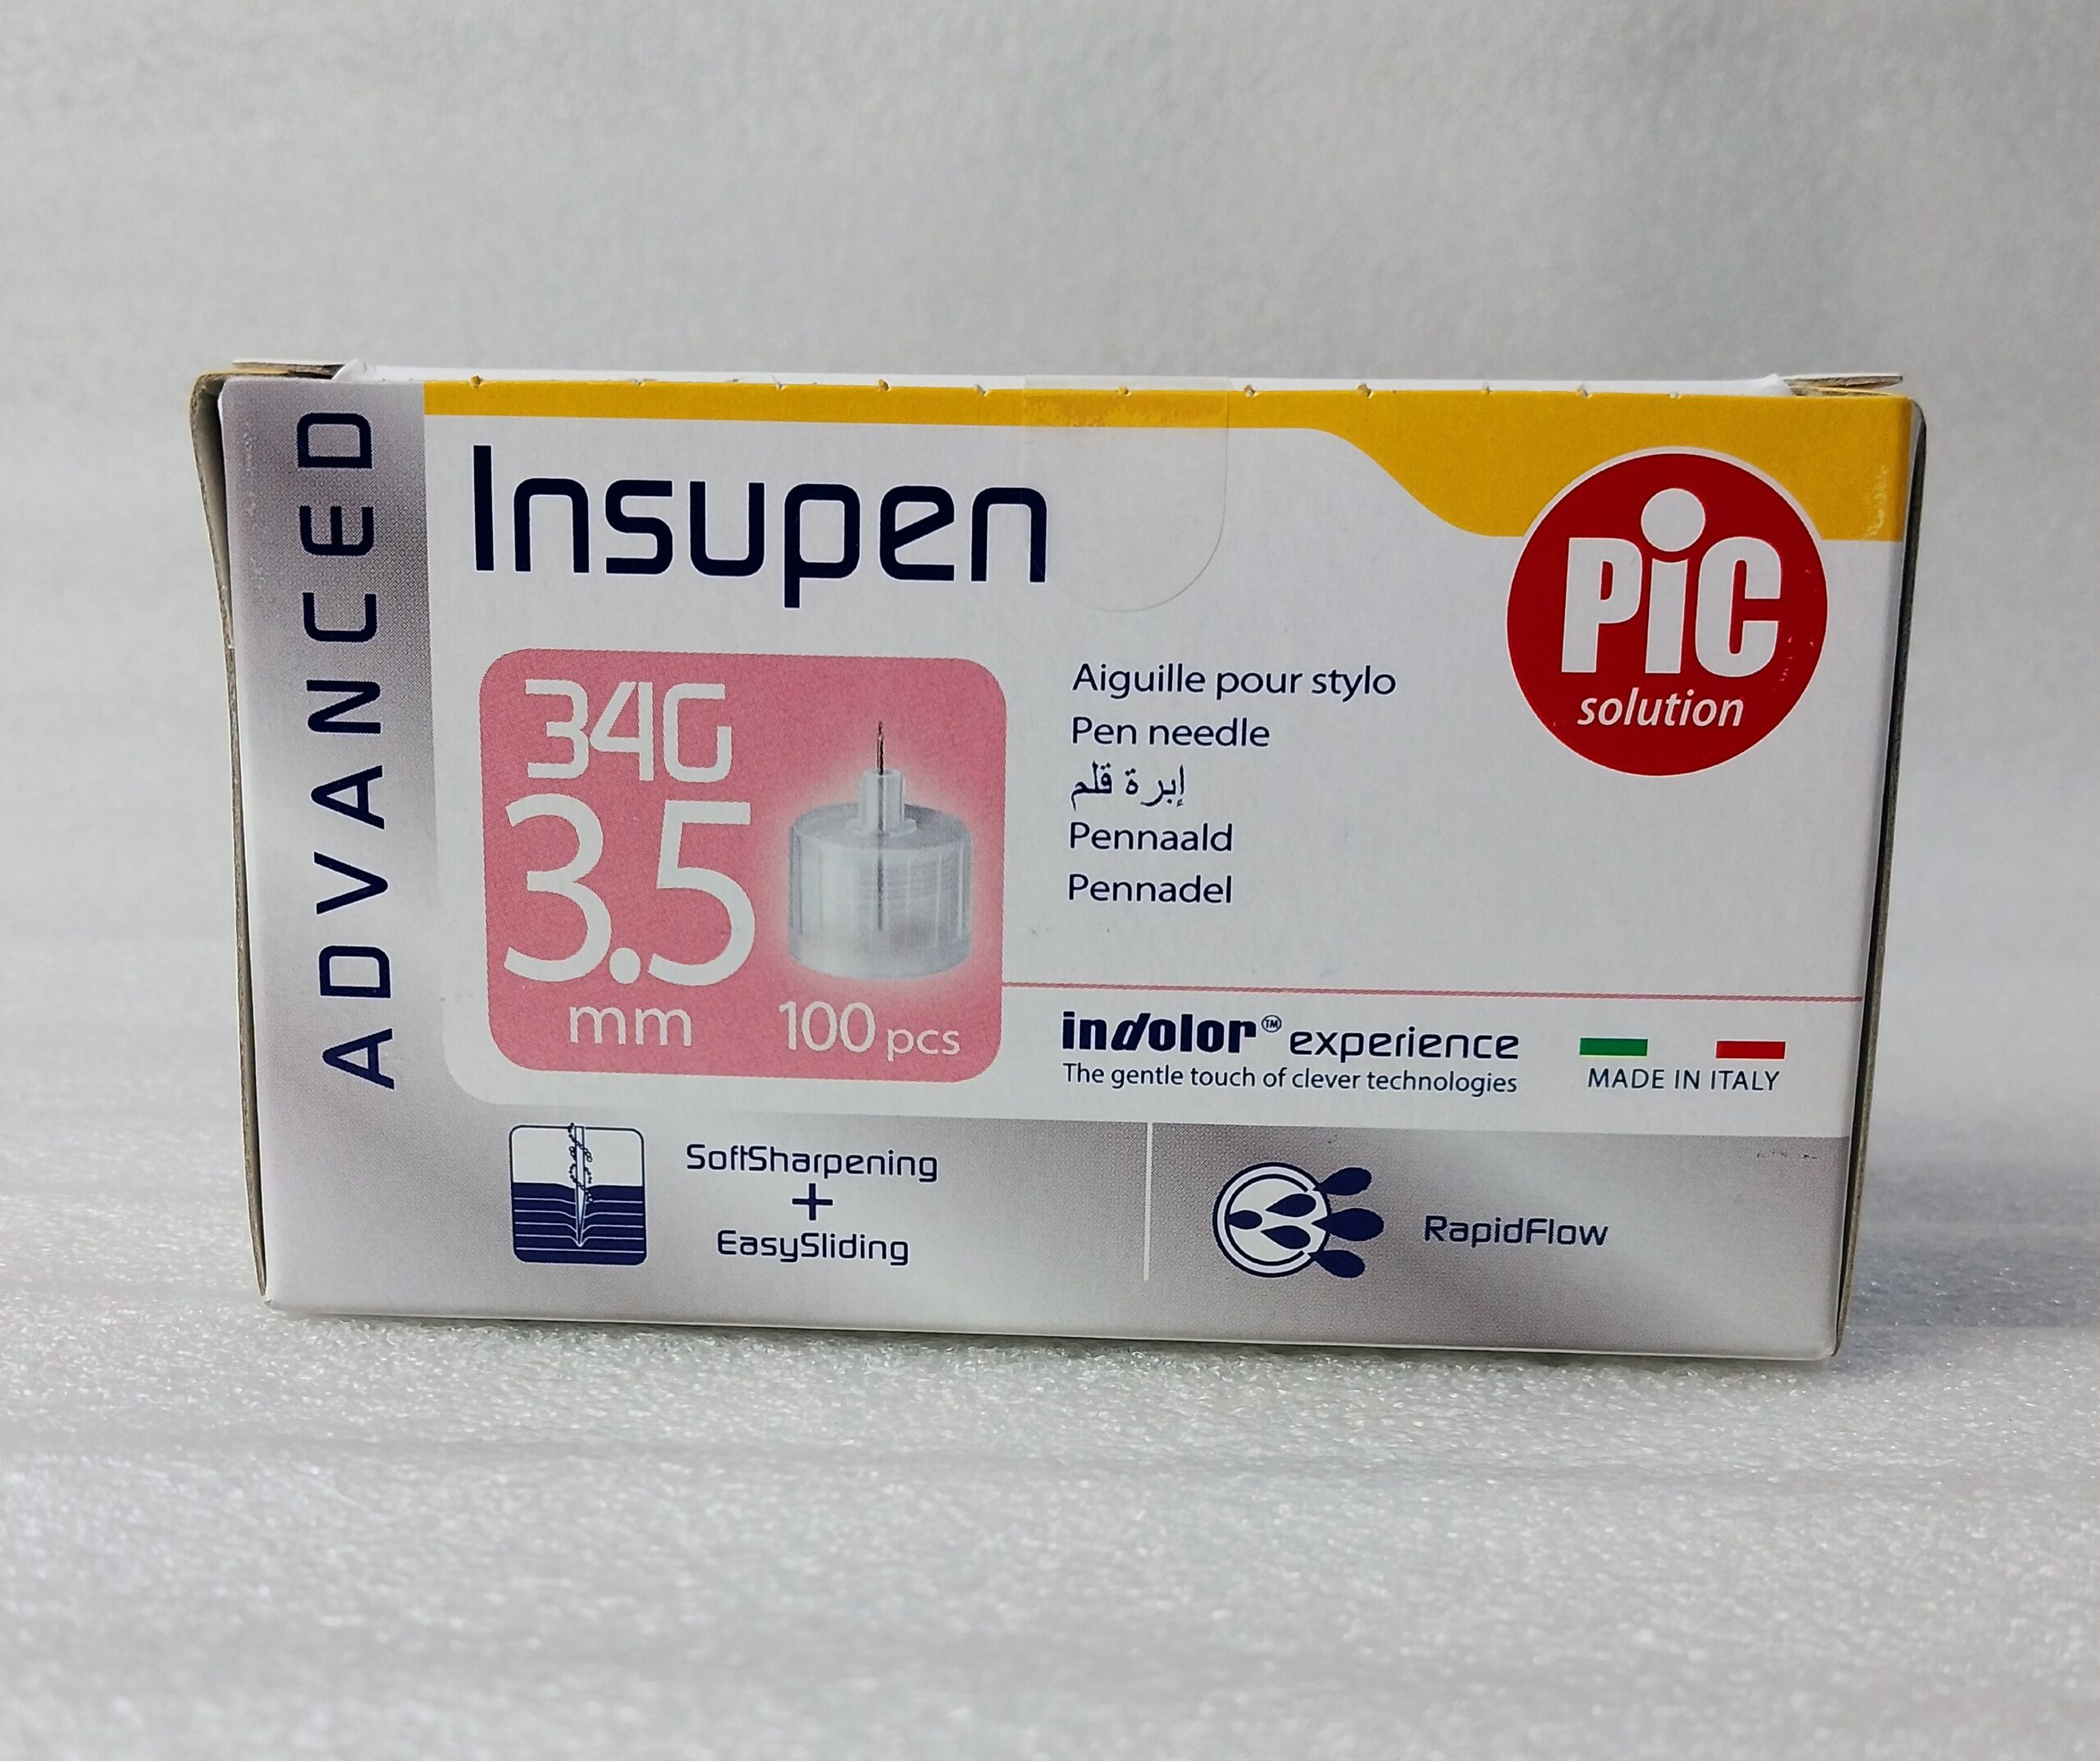 ADVANCED
Insupen
PiC
solution
34G
3.5
mm
100 pcs
Aiguille pour stylo
Pen needle
إبرة قلم
Pennaald
Pennadel
indolor™ experience
The gentle touch of clever technologies
MADE IN ITALY
SoftSharpening
+
EasySliding
RapidFlow